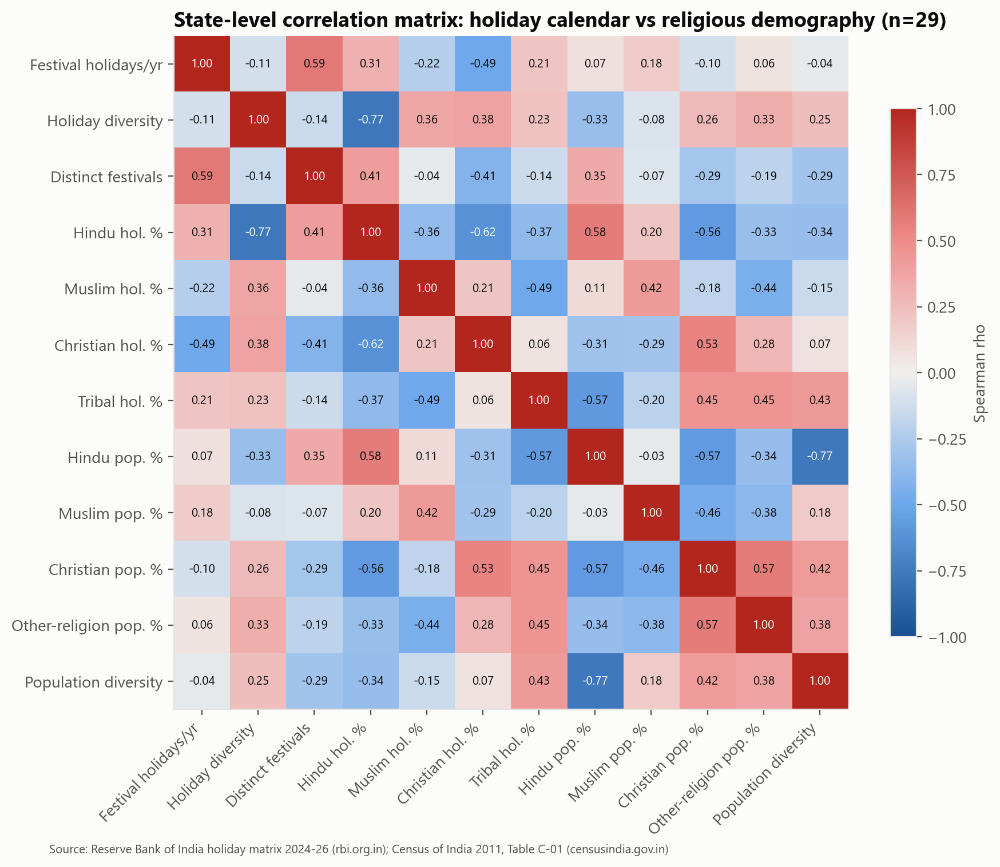 State-level correlation matrix: holiday calendar vs religious demography (n=29)
Festival holidays/yr 1.00 -0.11 0.59 0.31 -0.22 -0.49 0.21 0.07 0.18 -0.10 0.06 -0.04
Holiday diversity -0.11 1.00 -0.14 -0.77 0.36 0.38 0.23 -0.33 -0.08 0.26 0.33 0.25
Distinct festivals 0.59 -0.14 1.00 0.41 -0.04 -0.41 -0.14 0.35 -0.07 -0.29 -0.19 -0.29
Hindu hol. % 0.31 -0.77 0.41 1.00 -0.36 -0.62 -0.37 0.58 0.20 -0.56 -0.33 -0.34
Muslim hol. % -0.22 0.36 -0.04 -0.36 1.00 0.21 -0.49 0.11 0.42 -0.18 -0.44 -0.15
Christian hol. % -0.49 0.38 -0.41 -0.62 0.21 1.00 0.06 -0.31 -0.29 0.53 0.28 0.07
Tribal hol. % 0.21 0.23 -0.14 -0.37 -0.49 0.06 1.00 -0.57 -0.20 0.45 0.45 0.43
Hindu pop. % 0.07 -0.33 0.35 0.58 0.11 -0.31 -0.57 1.00 -0.03 -0.57 -0.34 -0.77
Muslim pop. % 0.18 -0.08 -0.07 0.20 0.42 -0.29 -0.20 -0.03 1.00 -0.46 -0.38 0.18
Christian pop. % -0.10 0.26 -0.29 -0.56 -0.18 0.53 0.45 -0.57 -0.46 1.00 0.57 0.42
Other-religion pop. % 0.06 0.33 -0.19 -0.33 -0.44 0.28 0.45 -0.34 -0.38 0.57 1.00 0.38
Population diversity -0.04 0.25 -0.29 -0.34 -0.15 0.07 0.43 -0.77 0.18 0.42 0.38 1.00
Festival holidays/yr
Holiday diversity
Distinct festivals
Hindu hol. %
Muslim hol. %
Christian hol. %
Tribal hol. %
Hindu pop. %
Muslim pop. %
Christian pop. %
Other-religion pop. %
Population diversity
1.00
0.75
0.50
0.25
0.00
−0.25
−0.50
−0.75
−1.00
Spearman rho
Source: Reserve Bank of India holiday matrix 2024-26 (rbi.org.in); Census of India 2011, Table C-01 (censusindia.gov.in)